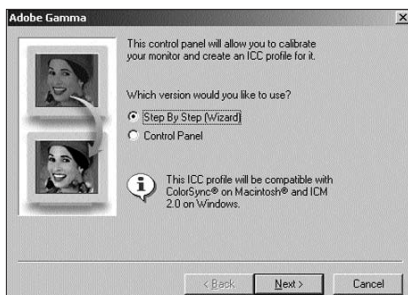 Adobe Gamma
This control panel will allow you to calibrate
your monitor and create an ICC profile for it.
Which version would you like to use?
Step By Step (Wizard)
Control Panel
This ICC profile will be compatible with
ColorSync® on Macintosh® and ICM
2.0 on Windows.
< Back Next > Cancel